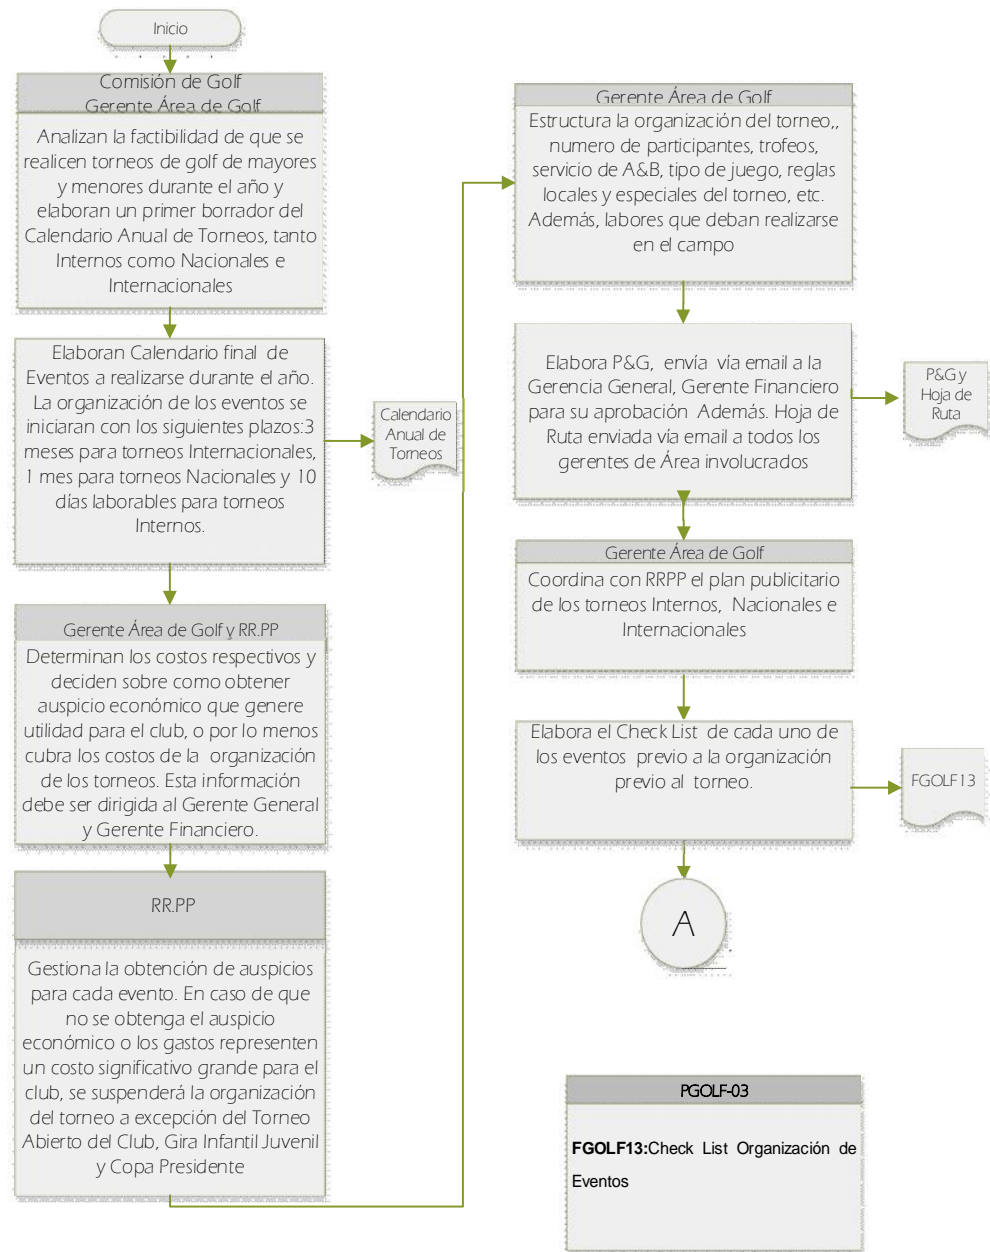 Inicio
Comisión de Golf
Gerente Área de Golf
Analizan la factibilidad de que se
realicen torneos de golf de mayores
y menores durante el año y
elaboran un primer borrador del
Calendario Anual de Torneos, tanto
Internos como Nacionales e
Internacionales
Elaboran Calendario final de
Eventos a realizarse durante el año.
La organización de los eventos se
iniciaran con los siguientes plazos:3
meses para torneos Internacionales,
1 mes para torneos Nacionales y 10
días laborables para torneos
Internos.
Calendario
Anual de
Torneos
Gerente Área de Golf y RR.PP
Determinan los costos respectivos y
deciden sobre como obtener
auspicio económico que genere
utilidad para el club, o por lo menos
cubra los costos de la organización
de los torneos. Esta información
debe ser dirigida al Gerente General
y Gerente Financiero.
RR.PP
Gestiona la obtención de auspicios
para cada evento. En caso de que
no se obtenga el auspicio
económico o los gastos representen
un costo significativo grande para el
club, se suspenderá la organización
del torneo a excepción del Torneo
Abierto del Club, Gira Infantil Juvenil
y Copa Presidente
Gerente Área de Golf
Estructura la organización del torneo,,
numero de participantes, trofeos,
servicio de A&B, tipo de juego, reglas
locales y especiales del torneo, etc.
Además, labores que deban realizarse
en el campo
Elabora P&G, envía vía email a la
Gerencia General, Gerente Financiero
para su aprobación Además. Hoja de
Ruta enviada vía email a todos los
gerentes de Área involucrados
P&G y
Hoja de
Ruta
Gerente Área de Golf
Coordina con RRPP el plan publicitario
de los torneos Internos, Nacionales e
Internacionales
Elabora el Check List de cada uno de
los eventos previo a la organización
previo al torneo.
FGOLF13
A
PGOLF-03
FGOLF13:Check List Organización de
Eventos